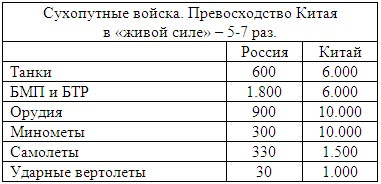 Сухопутные войска. Превосходство Китая
в «живой силе» – 5-7 раз.
Россия Китай
Танки 600 6.000
БМП и БТР 1.800 6.000
Орудия 900 10.000
Минометы 300 10.000
Самолеты 330 1.500
Ударные вертолеты 30 1.000